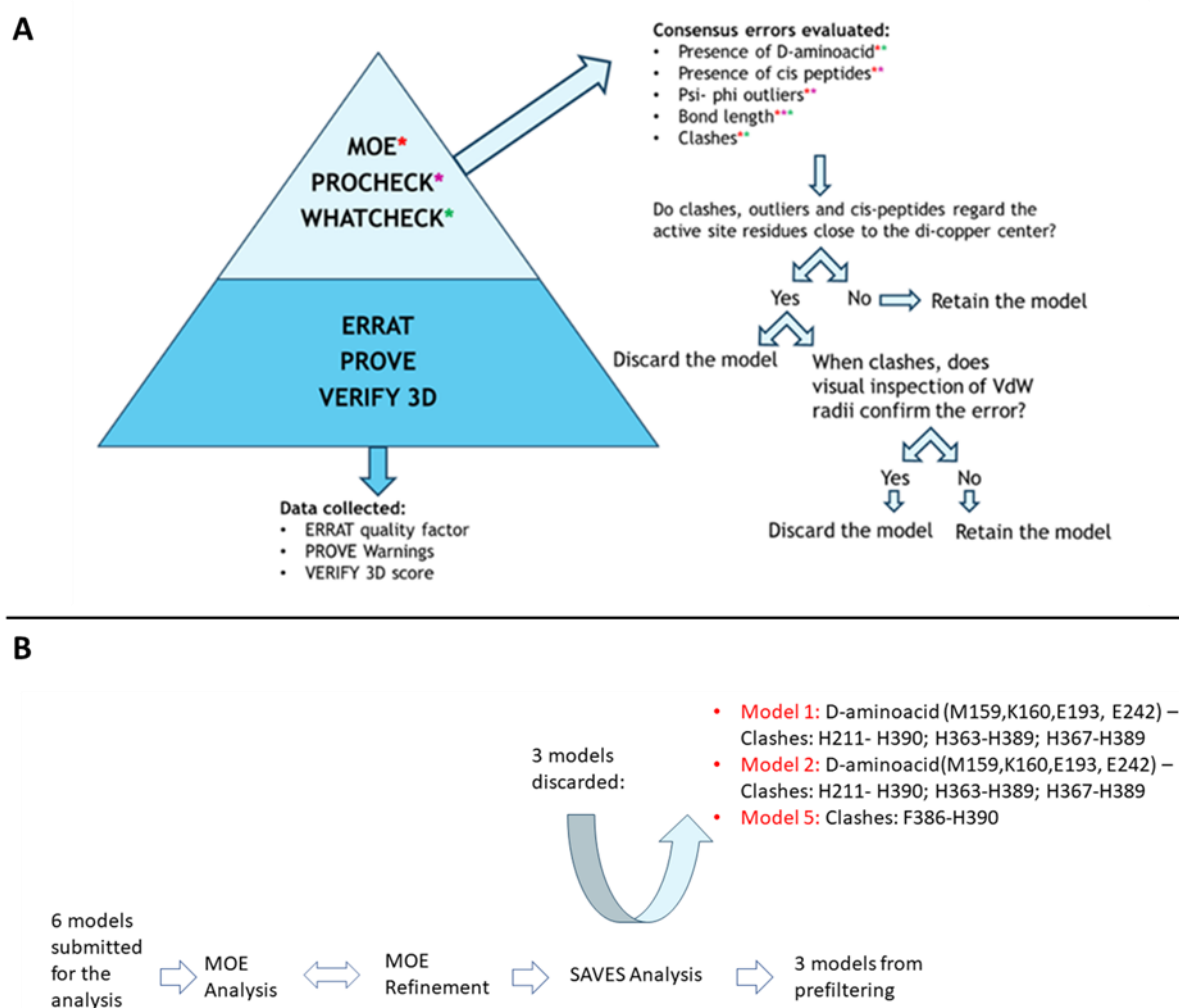 A
MOE*
PROCHECK*
WHATCHECK*
ERRAT
PROVE
VERIFY 3D
Data collected:
• ERRAT quality factor
• PROVE Warnings
• VERIFY 3D score
Consensus errors evaluated:
• Presence of D-aminoacid**
• Presence of cis peptides**
• Psi- phi outliers**
• Bond length***
• Clashes**
Do clashes, outliers and cis-peptides regard the
active site residues close to the di-copper center?
Yes
No
Retain the model
Discard the model
When clashes, does
visual inspection of VdW
radii confirm the error?
Yes
No
Discard the model
Retain the model
B
3 models
discarded:
• Model 1: D-aminoacid (M159,K160,E193, E242) –
Clashes: H211- H390; H363-H389; H367-H389
• Model 2: D-aminoacid(M159,K160,E193, E242) –
Clashes: H211- H390; H363-H389; H367-H389
• Model 5: Clashes: F386-H390
6 models
submitted
for the
analysis
MOE
Analysis
MOE
Refinement
SAVES Analysis
3 models from
prefiltering